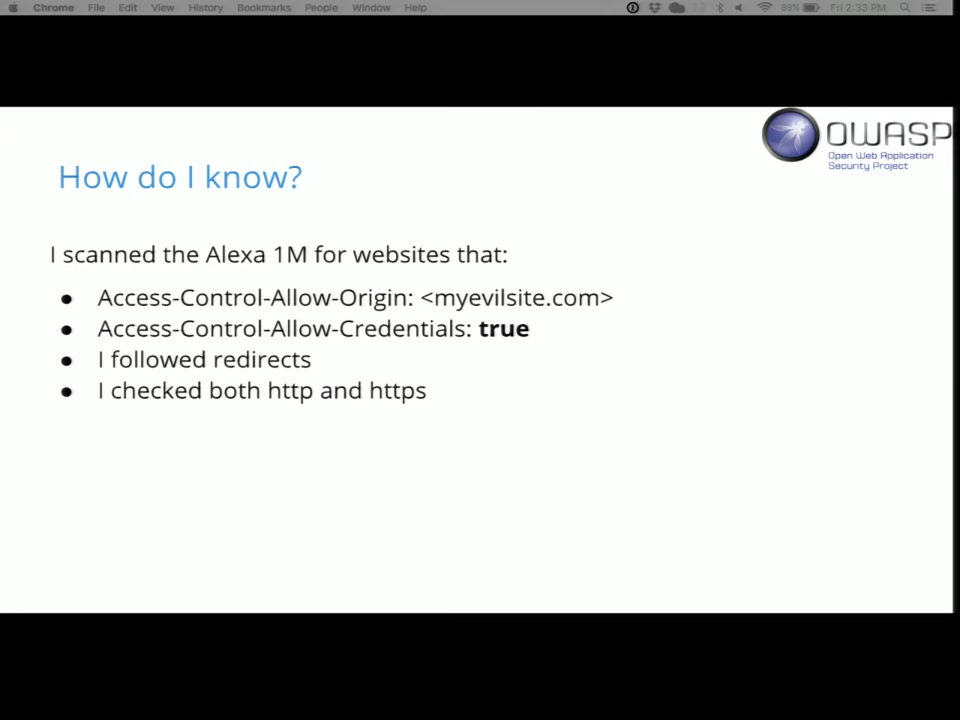 Chrome File Edit View History Bookmarks People Window Help 88% Fri 2:33 PM
OWASP
Open Web Application
Security Project
How do I know?
I scanned the Alexa 1M for websites that:
● Access-Control-Allow-Origin: <myevilsite.com>
● Access-Control-Allow-Credentials: true
● I followed redirects
● I checked both http and https